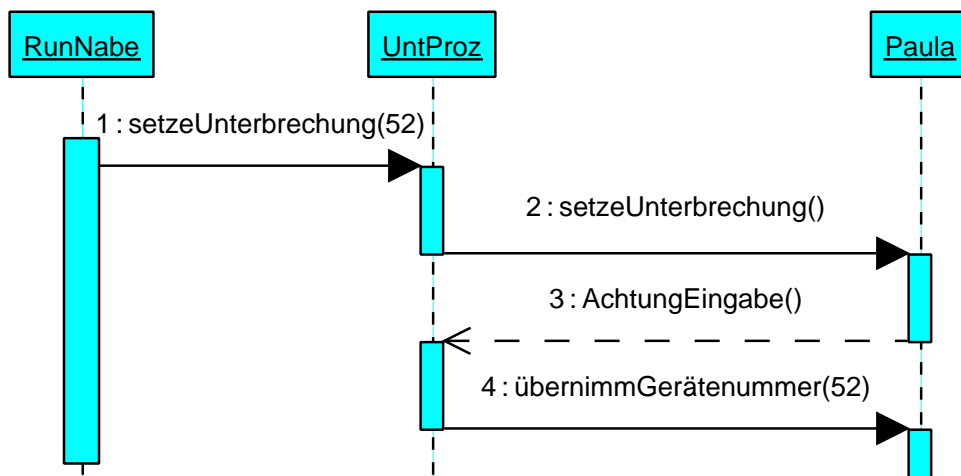 RunNabe
UntProz
Paula
1 : setzeUnterbrechung(52)
2 : setzeUnterbrechung()
3 : AchtungEingabe()
4 : übernimmGerätenummer(52)